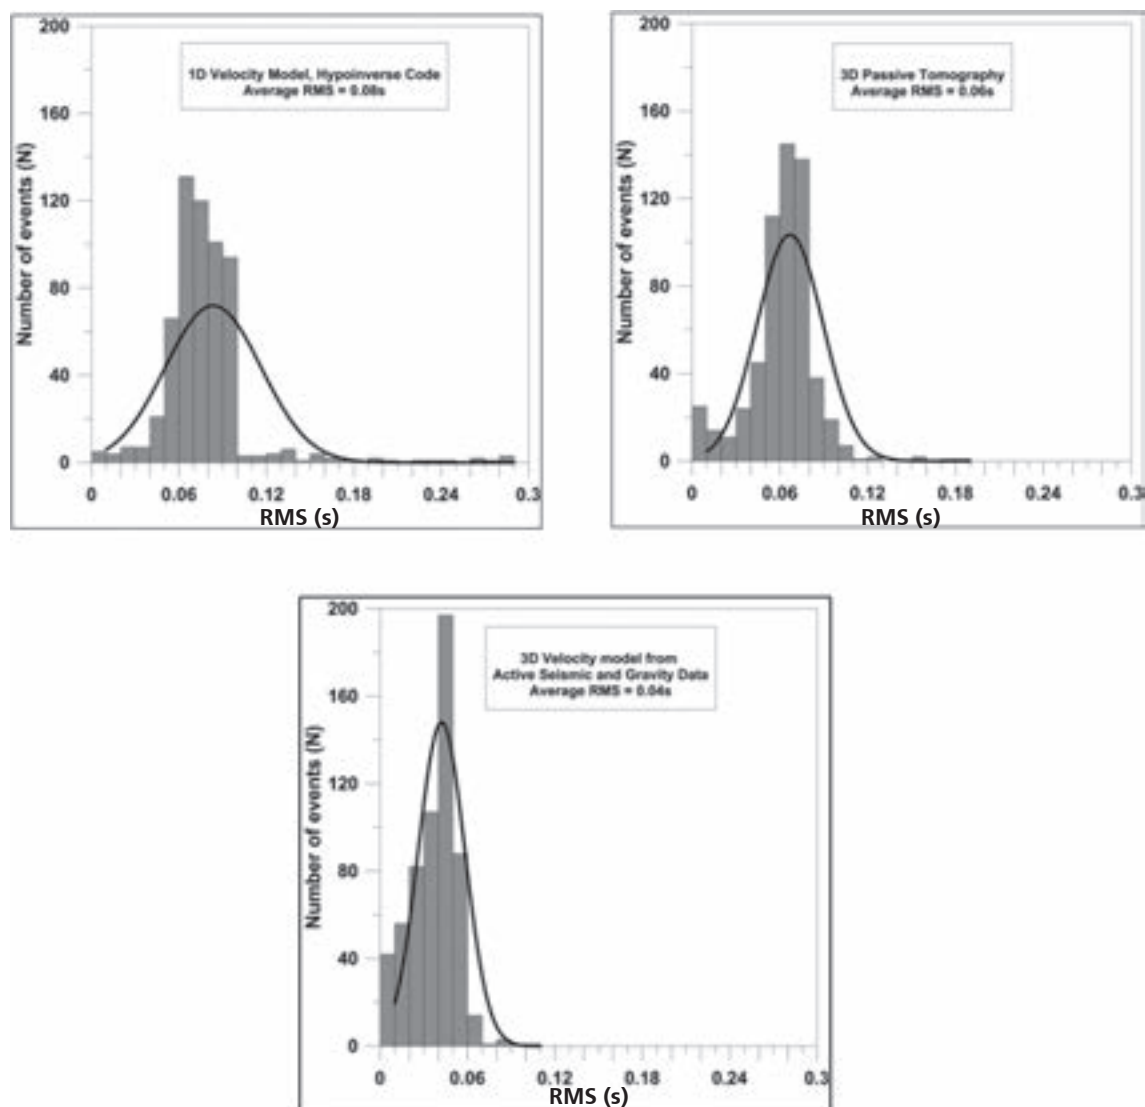 200
160
120
80
40
0
Number of events (N)
1D Velocity Model, Hypoinverse Code
Average RMS = 0.08s
0 0.06 0.12 0.18 0.24 0.3
RMS (s)
200
160
120
80
40
0
Number of events (N)
3D Passive Tomography
Average RMS = 0.06s
0 0.06 0.12 0.18 0.24 0.3
RMS (s)
200
160
120
80
40
0
Number of events (N)
3D Velocity model from
Active Seismic and Gravity Data
Average RMS = 0.04s
0 0.06 0.12 0.18 0.24 0.3
RMS (s)